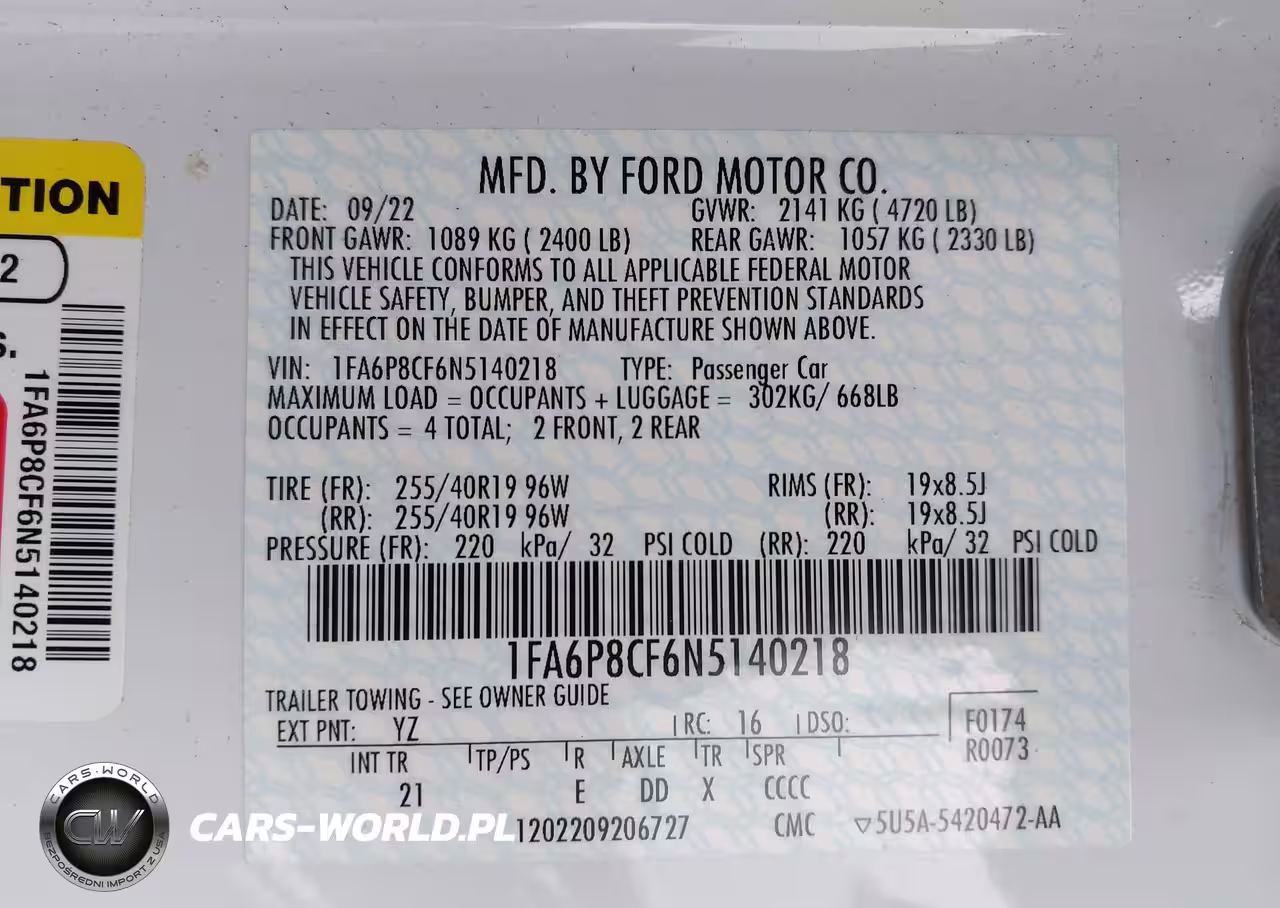 TION
2
S.
1FA6P8CF6N5140218
MFD. BY FORD MOTOR CO.
DATE: 09/22 GVWR: 2141 KG ( 4720 LB)
FRONT GAWR: 1089 KG ( 2400 LB) REAR GAWR: 1057 KG ( 2330 LB)
THIS VEHICLE CONFORMS TO ALL APPLICABLE FEDERAL MOTOR
VEHICLE SAFETY, BUMPER, AND THEFT PREVENTION STANDARDS
IN EFFECT ON THE DATE OF MANUFACTURE SHOWN ABOVE.
VIN: 1FA6P8CF6N5140218 TYPE: Passenger Car
MAXIMUM LOAD = OCCUPANTS + LUGGAGE = 302KG/ 668LB
OCCUPANTS = 4 TOTAL; 2 FRONT, 2 REAR
TIRE (FR): 255/40R19 96W RIMS (FR): 19x8.5J
(RR): 255/40R19 96W (RR): 19x8.5J
PRESSURE (FR): 220 kPa/ 32 PSI COLD (RR): 220 kPa/ 32 PSI COLD
1FA6P8CF6N5140218
TRAILER TOWING - SEE OWNER GUIDE
EXT PNT: YZ RC: 16 DSO: F0174
R0073
INT TR TP/PS R AXLE TR SPR
21 E DD X CCCC
1202209206727 CMC ▽5U5A-5420472-AA
CARS-WORLD
CW
BEZPOŚREDNI IMPORT Z USA
CARS-WORLD.PL